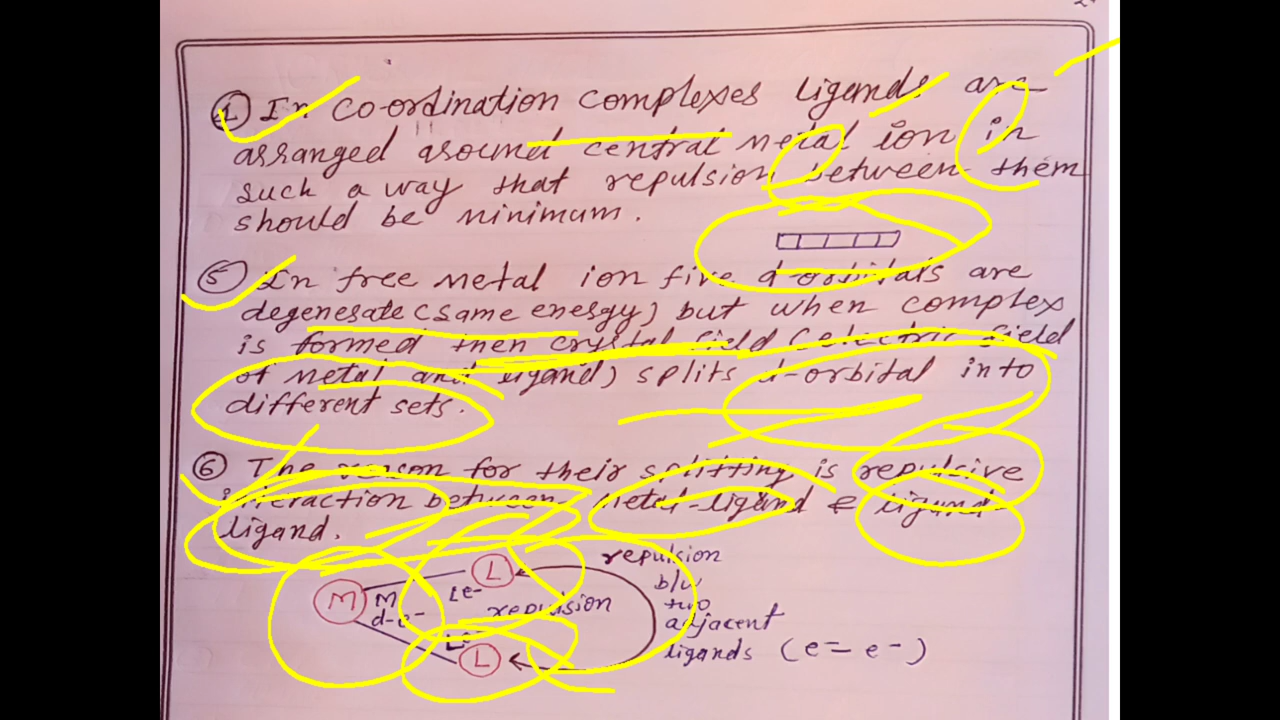 ④ In co-ordination complexes ligands are
arranged around central metal ion in
such a way that repulsion between them
should be minimum.
⑤ In free metal ion five d-orbitals are
degenerate (same energy) but when complex
is formed then crystal field (electric field
of metal and ligand) splits d-orbital into
different sets.
⑥ The reason for their splitting is repulsive
interaction between metal-ligand & ligand-
ligand.
M
M
d-e-
L
Le-
repulsion
L
repulsion
b/w
two
adjacent
ligands (e- e-)